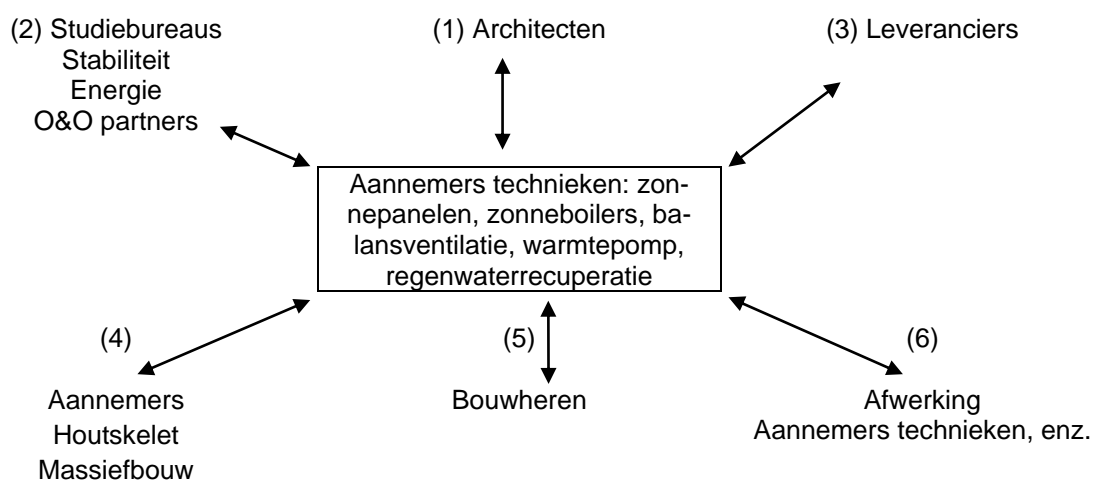 (2) Studiebureaus
Stabiliteit
Energie
O&O partners
(1) Architecten
(3) Leveranciers
Aannemers technieken: zon-
nepanelen, zonneboilers, ba-
lansventilatie, warmtepomp,
regenwaterrecuperatie
(4)
Aannemers
Houtskelet
Massiefbouw
(5)
Bouwheren
(6)
Afwerking
Aannemers technieken, enz.